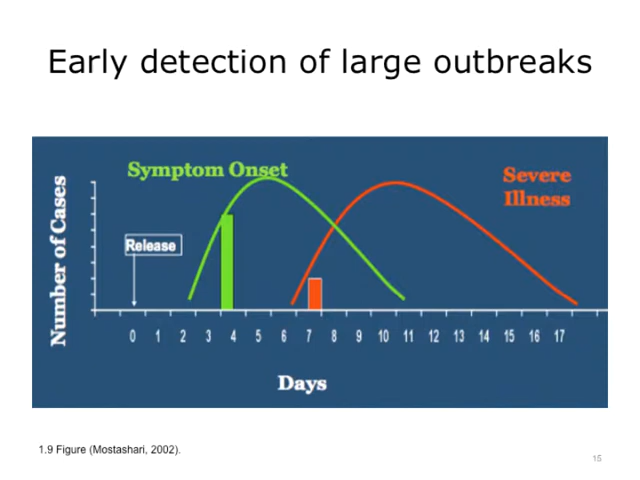 Early detection of large outbreaks
Symptom Onset
Severe
Illness
Number of Cases
Release
0 1 2 3 4 5 6 7 8 9 10 11 12 13 14 15 16 17
Days
1.9 Figure (Mostashari, 2002).
15